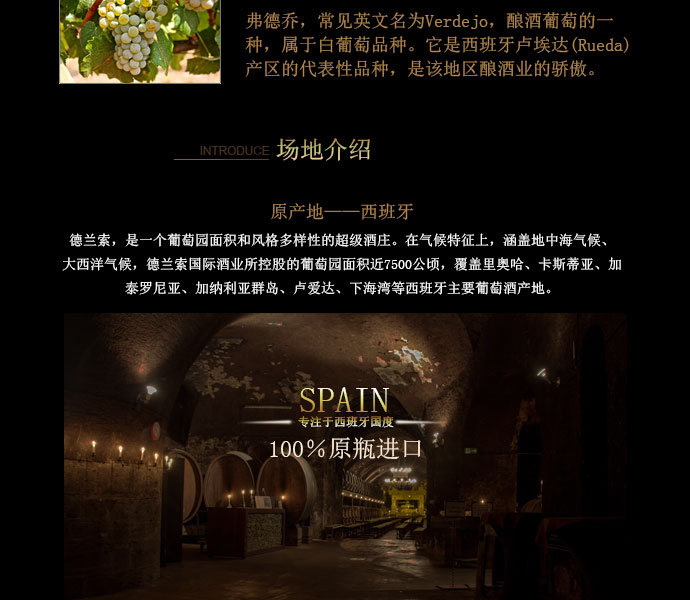 弗德乔，常见英文名为Verdejo，酿酒葡萄的一
种，属于白葡萄品种。它是西班牙卢埃达(Rueda)
产区的代表性品种，是该地区酿酒业的骄傲。
INTRODUCE 场地介绍
原产地——西班牙
德兰索，是一个葡萄园面积和风格多样性的超级酒庄。在气候特征上，涵盖地中海气候、
大西洋气候，德兰索国际酒业所控股的葡萄园面积近7500公顷，覆盖里奥哈、卡斯蒂亚、加
泰罗尼亚、加纳利亚群岛、卢爱达、下海湾等西班牙主要葡萄酒产地。
SPAIN
专注于西班牙国度
100%原瓶进口